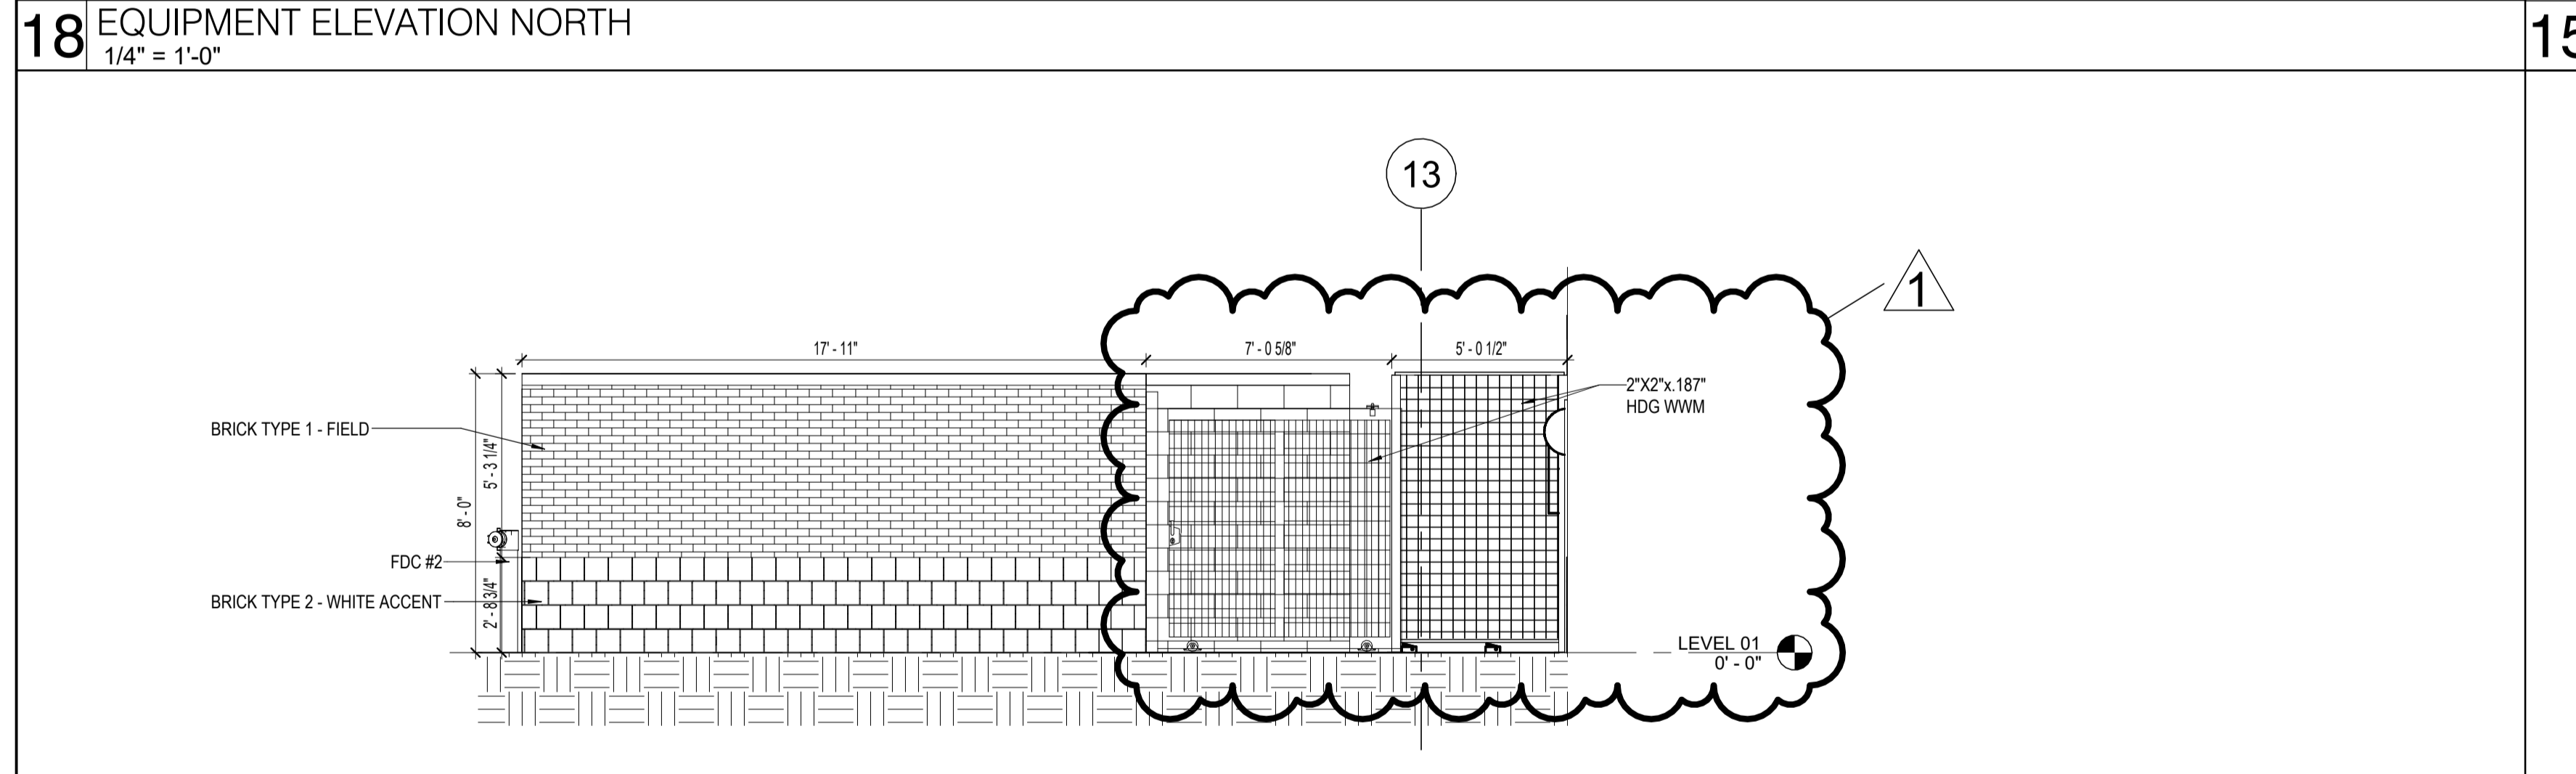 18 EQUIPMENT ELEVATION NORTH
1/4" = 1'-0"
15
13
1
17' - 11"
7' - 0 5/8"
5' - 0 1/2"
2"X2"x.187"
HDG WWM
BRICK TYPE 1 - FIELD
5' - 3 1/4"
8' - 0"
FDC #2
BRICK TYPE 2 - WHITE ACCENT
2' - 8 3/4"
LEVEL 01
0' - 0"